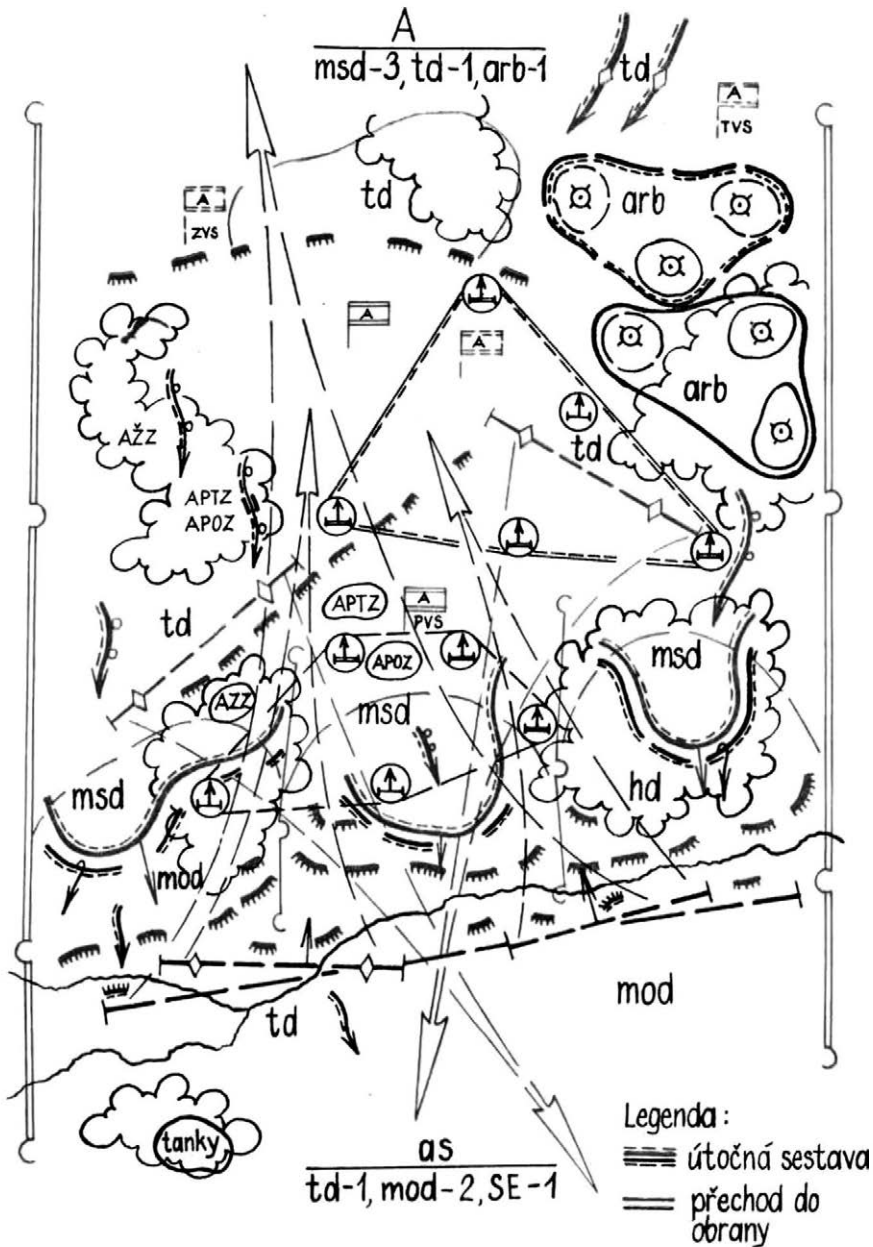 A
msd-3, td-1, arb-1
td
A
TVS
A
ZVS
td
arb
A
A
arb
AŽZ
td
APTZ
APOZ
td
APTZ
A
PVS
APOZ
AZZ
msd
msd
msd
hd
mod
mod
td
tanky
as
td-1, mod-2, SE-1
Legenda:
útočná sestava
přechod do
obrany